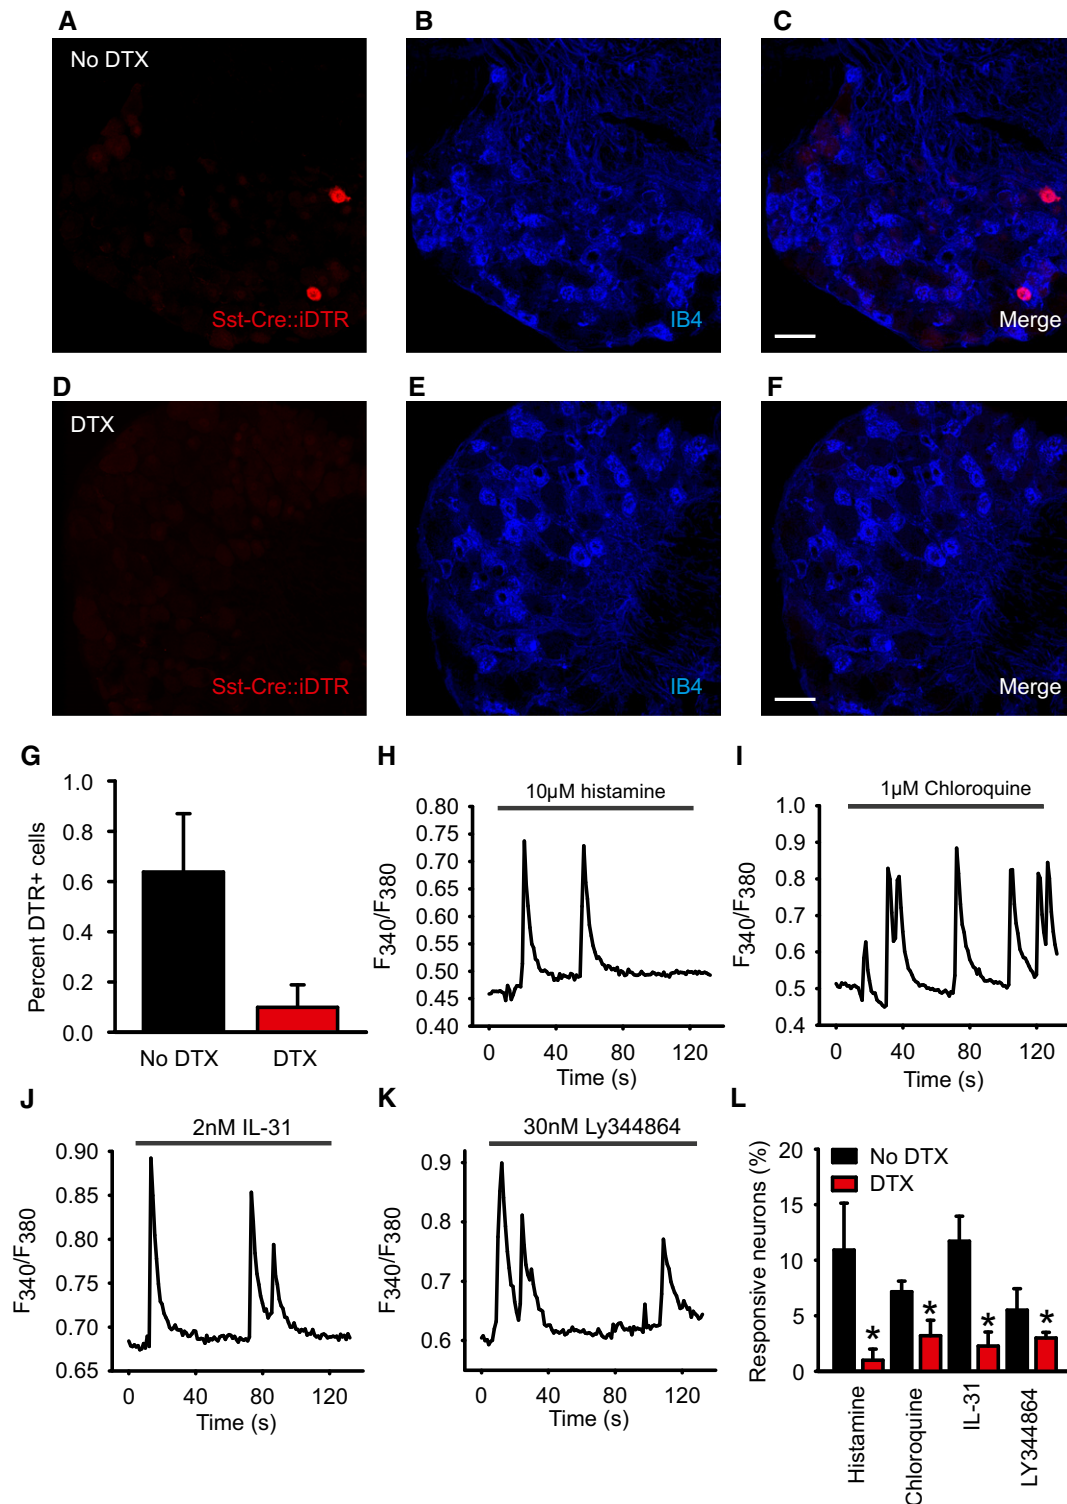 A
B
C
No DTX
Sst-Cre::iDTR
IB4
Merge
D
E
F
DTX
Sst-Cre::iDTR
IB4
Merge
G
Percent DTR+ cells
1.0
0.8
0.6
0.4
0.2
0.0
No DTX
DTX
H
10µM histamine
F340/F380
0.80
0.75
0.70
0.65
0.60
0.55
0.50
0.45
0.40
0
40
80
120
Time (s)
I
1µM Chloroquine
F340/F380
1.0
0.9
0.8
0.7
0.6
0.5
0.4
0
40
80
120
Time (s)
J
2nM IL-31
F340/F380
0.90
0.85
0.80
0.75
0.70
0.65
0
40
80
120
Time (s)
K
30nM Ly344864
F340/F380
0.9
0.8
0.7
0.6
0
40
80
120
Time (s)
L
Responsive neurons (%)
20
15
10
5
0
No DTX
DTX
*
*
*
*
Histamine
Chloroquine
IL-31
LY344864